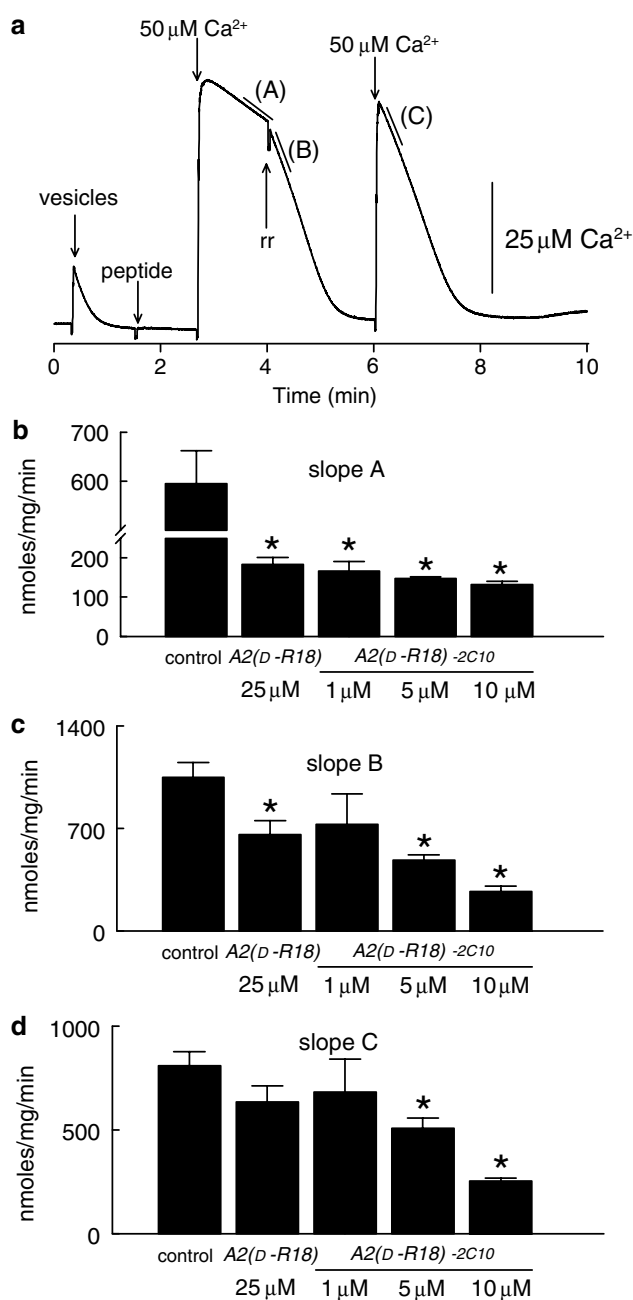 a
50 µM Ca²⁺ 50 µM Ca²⁺
(A)
(C)
(B)
vesicles
25 µM Ca²⁺
rr
peptide
0 2 4 6 8 10
Time (min)
b
700
600
200
100
0
nmoles/mg/min
slope A
* * * *
control A2(D -R18) A2(D -R18) -2C10
25 µM 1 µM 5 µM 10 µM
c
1400
700
0
nmoles/mg/min
slope B
* * *
control A2(D -R18) A2(D -R18) -2C10
25 µM 1 µM 5 µM 10 µM
d
1000
500
0
nmoles/mg/min
slope C
* *
control A2(D -R18) A2(D -R18) -2C10
25 µM 1 µM 5 µM 10 µM